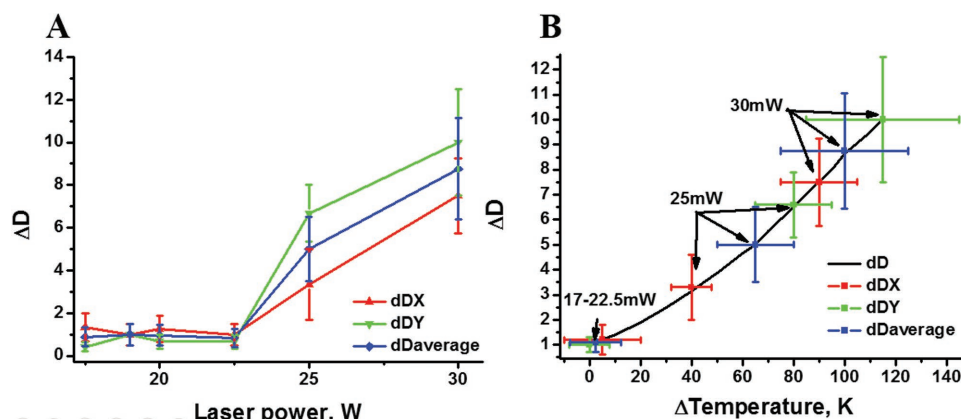 A
14
12
10
8
6
4
2
0
ΔD
dDX
dDY
dDaverage
20
25
30
Laser power, W
B
12
11
10
9
8
7
6
5
4
3
2
1
ΔD
30mW
25mW
17-22.5mW
dD
dDX
dDY
dDaverage
0
20
40
60
80
100
120
140
ΔTemperature, K